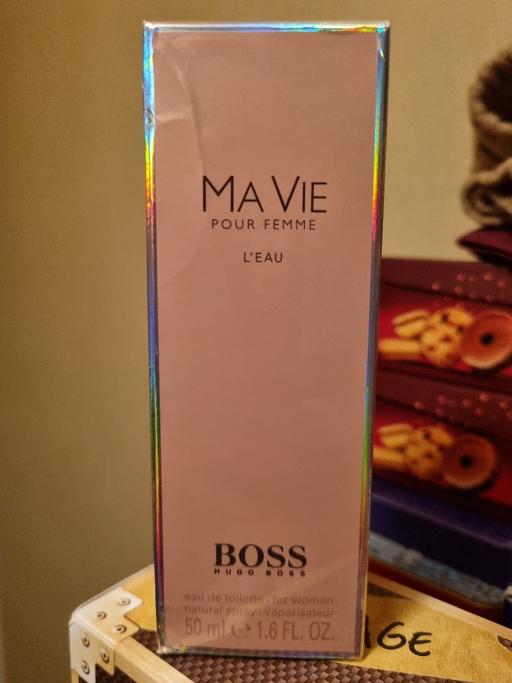 MA VIE
POUR FEMME
L'EAU
BOSS
HUGO BOSS
eau de toilette · for women
natural spray · vaporisateur
50 ml ℮ 1.6 FL. OZ.